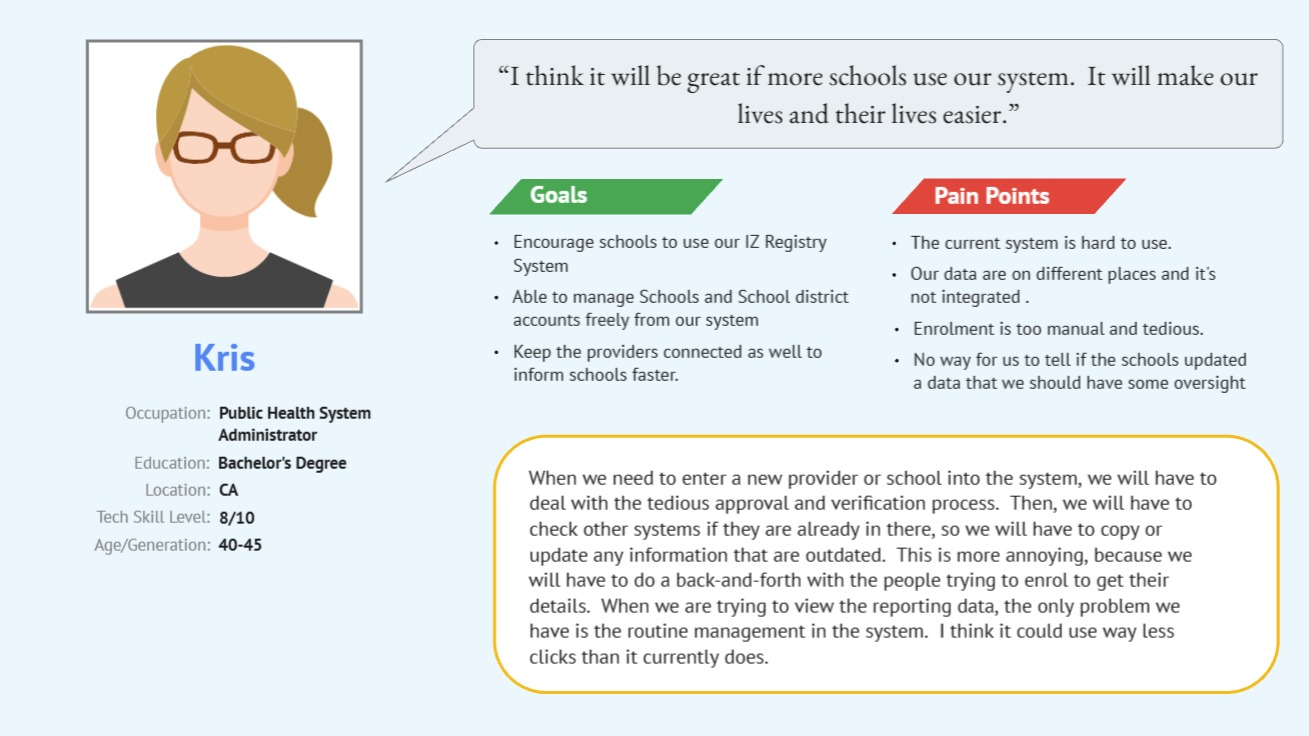 “I think it will be great if more schools use our system.  It will make our
lives and their lives easier.”
Goals
• Encourage schools to use our IZ Registry
System
• Able to manage Schools and School district
accounts freely from our system
• Keep the providers connected as well to
inform schools faster.
Pain Points
• The current system is hard to use.
• Our data are on different places and it's
not integrated .
• Enrolment is too manual and tedious.
• No way for us to tell if the schools updated
a data that we should have some oversight
Kris
Occupation: Public Health System
Administrator
Education: Bachelor's Degree
Location: CA
Tech Skill Level: 8/10
Age/Generation: 40-45
When we need to enter a new provider or school into the system, we will have to
deal with the tedious approval and verification process.  Then, we will have to
check other systems if they are already in there, so we will have to copy or
update any information that are outdated.  This is more annoying, because we
will have to do a back-and-forth with the people trying to enrol to get their
details.  When we are trying to view the reporting data, the only problem we
have is the routine management in the system.  I think it could use way less
clicks than it currently does.